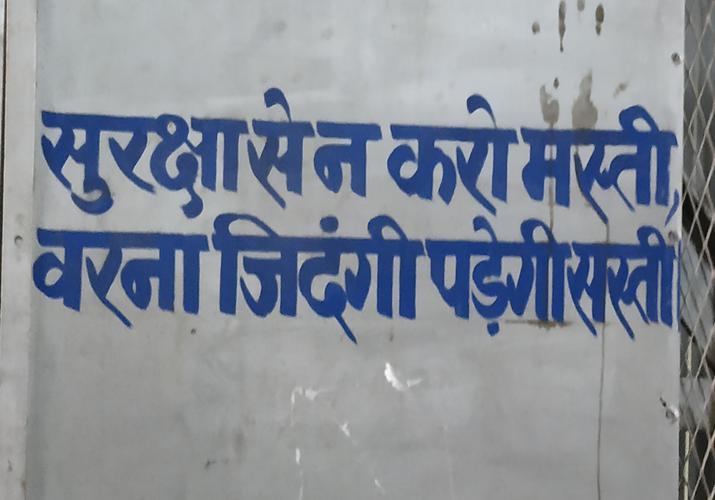 सुरक्षा से न करो मस्ती,
वरना जिदंगी पड़ेगी सस्ती।